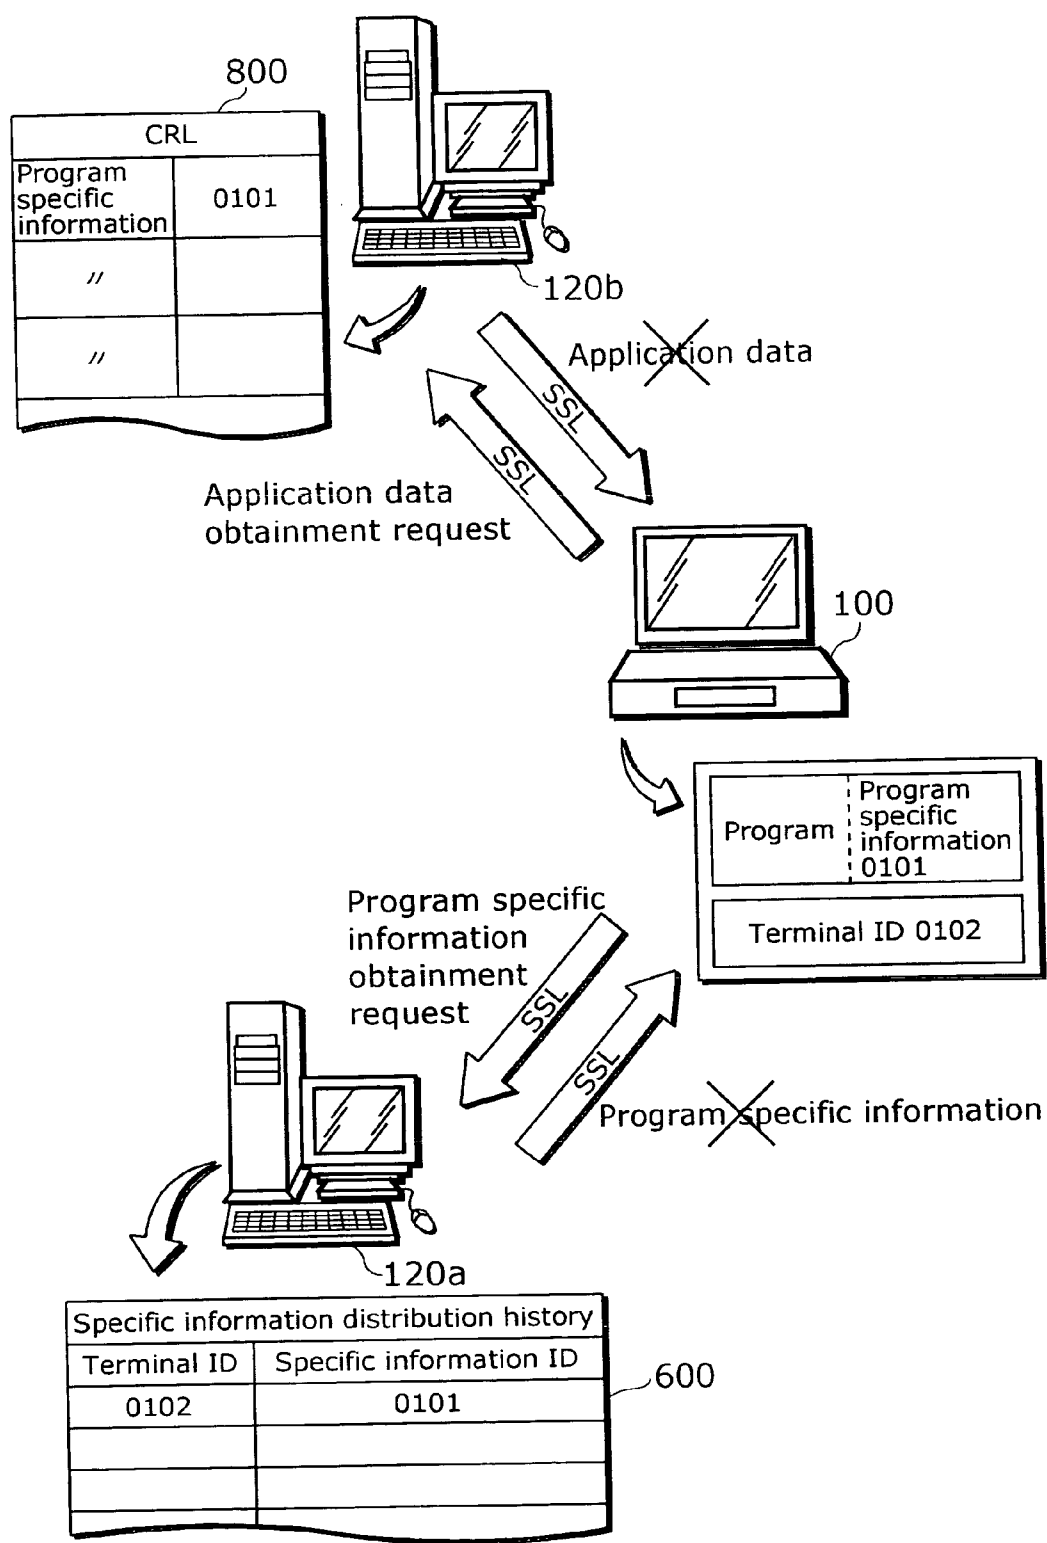 800
CRL
Program
specific
information
0101
〃
〃
120b
Application data
SSL
SSL
Application data
obtainment request
100
Program
Program
specific
information
0101
Terminal ID 0102
Program specific
information
obtainment
request
SSL
SSL
Program specific information
120a
Specific information distribution history
Terminal ID
Specific information ID
600
0102
0101